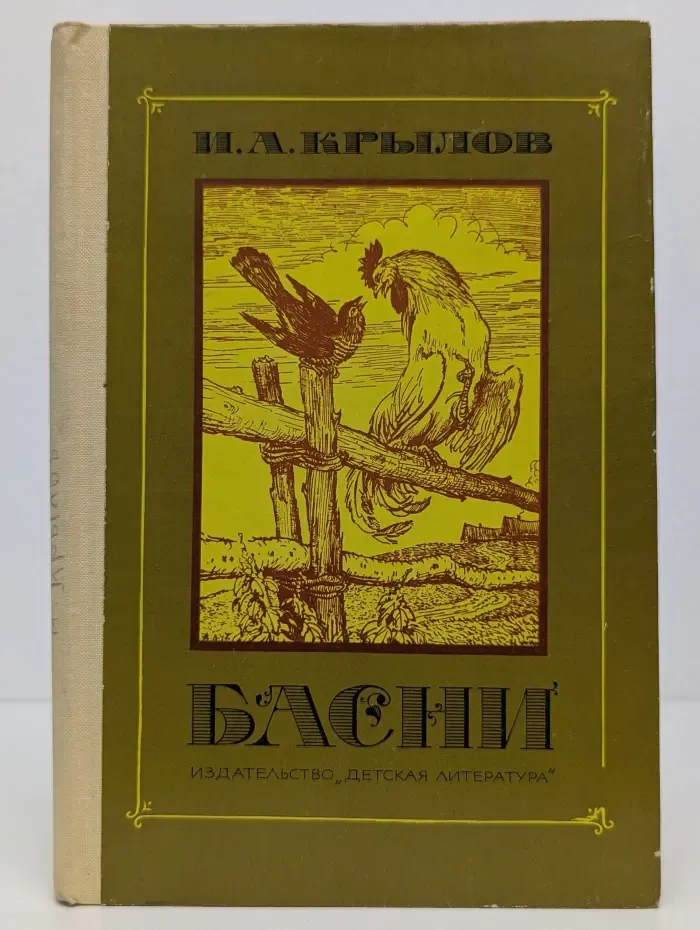 И. А. КРЫЛОВ
БАСНИ
ИЗДАТЕЛЬСТВО „ДЕТСКАЯ ЛИТЕРАТУРА“